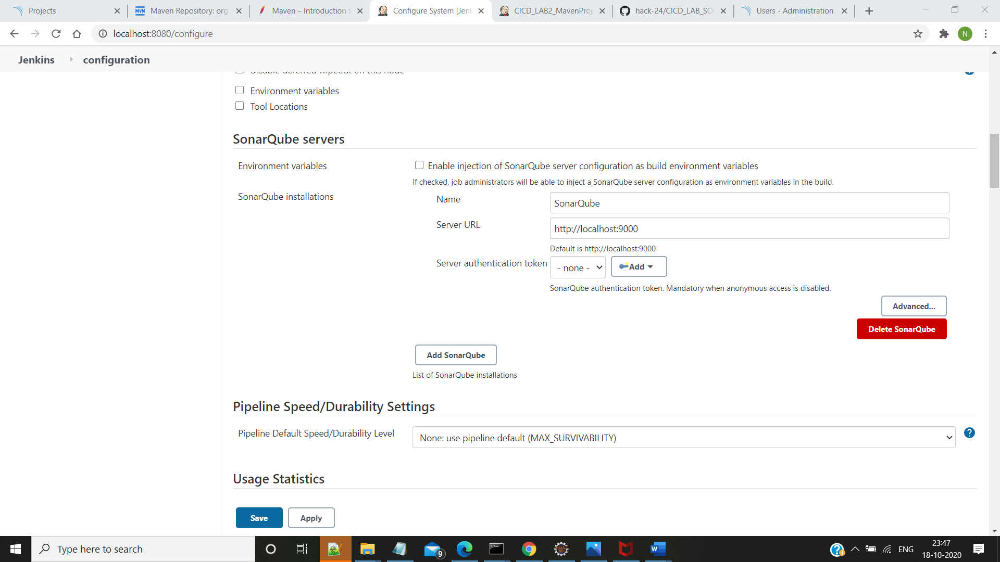 Projects
Maven Repository: org.
Maven – Introduction t
Configure System [Jenk
CICD_LAB2_MavenProj
hack-24/CICD_LAB_SO
Users - Administration
localhost:8080/configure
N
Jenkins
configuration
Disable deferred wipeout on this node
Environment variables
Tool Locations
SonarQube servers
Environment variables
Enable injection of SonarQube server configuration as build environment variables
If checked, job administrators will be able to inject a SonarQube server configuration as environment variables in the build.
SonarQube installations
Name
SonarQube
Server URL
http://localhost:9000
Default is http://localhost:9000
Server authentication token
- none -
Add
SonarQube authentication token. Mandatory when anonymous access is disabled.
Advanced...
Delete SonarQube
Add SonarQube
List of SonarQube installations
Pipeline Speed/Durability Settings
Pipeline Default Speed/Durability Level
None: use pipeline default (MAX_SURVIVABILITY)
?
Usage Statistics
Save
Apply
Type here to search
9
ENG
23:47
18-10-2020